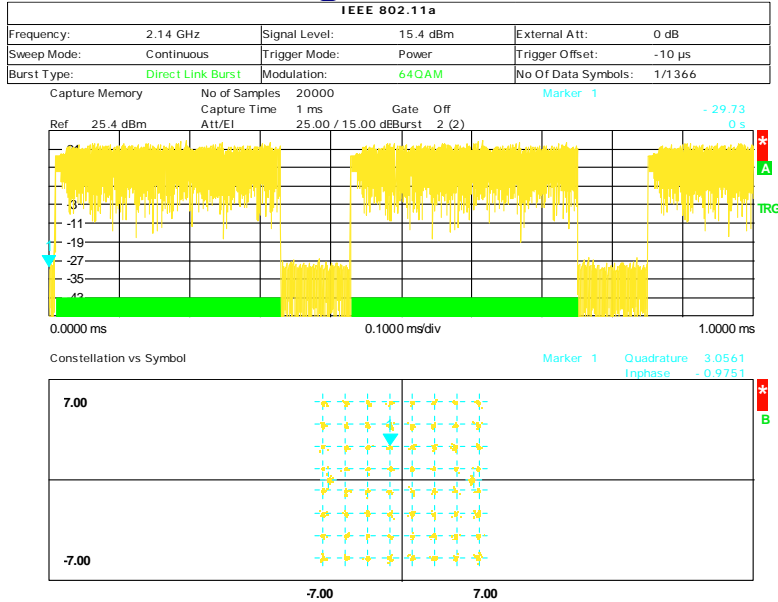 IEEE 802.11a
Frequency: 2.14 GHz Signal Level: 15.4 dBm External Att: 0 dB
Sweep Mode: Continuous Trigger Mode: Power Trigger Offset: -10 µs
Burst Type: Direct Link Burst Modulation: 64QAM No Of Data Symbols: 1/1366
Capture Memory No of Samples 20000 Marker 1
Capture Time 1 ms Gate Off - 29.73
Ref 25.4 dBm Att/El 25.00 / 15.00 dB Burst 2 (2) 0 s
*
A
-3
TRG
-11
-19
-27
-35
0.0000 ms 0.1000 ms/div 1.0000 ms
Constellation vs Symbol Marker 1 Quadrature 3.0561
Inphase - 0.9751
*
7.00
B
-7.00
-7.00 7.00